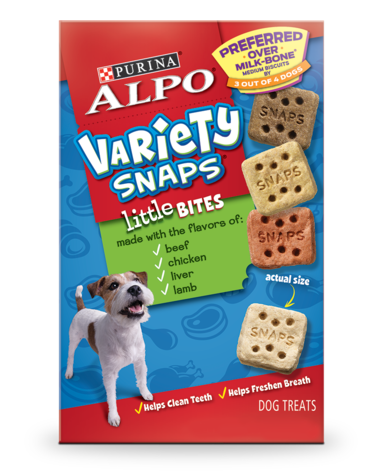 PURINA
ALPO®
PREFERRED
OVER
MILK-BONE®
MEDIUM BISCUITS
BY
3 OUT OF 4 DOGS
VARIETY
SNAPS®
little BITES
made with the flavors of:
✓ beef
✓ chicken
✓ liver
✓ lamb
SNAPS
SNAPS
SNAPS
actual size
SNAPS
✓Helps Clean Teeth ✓Helps Freshen Breath
DOG TREATS